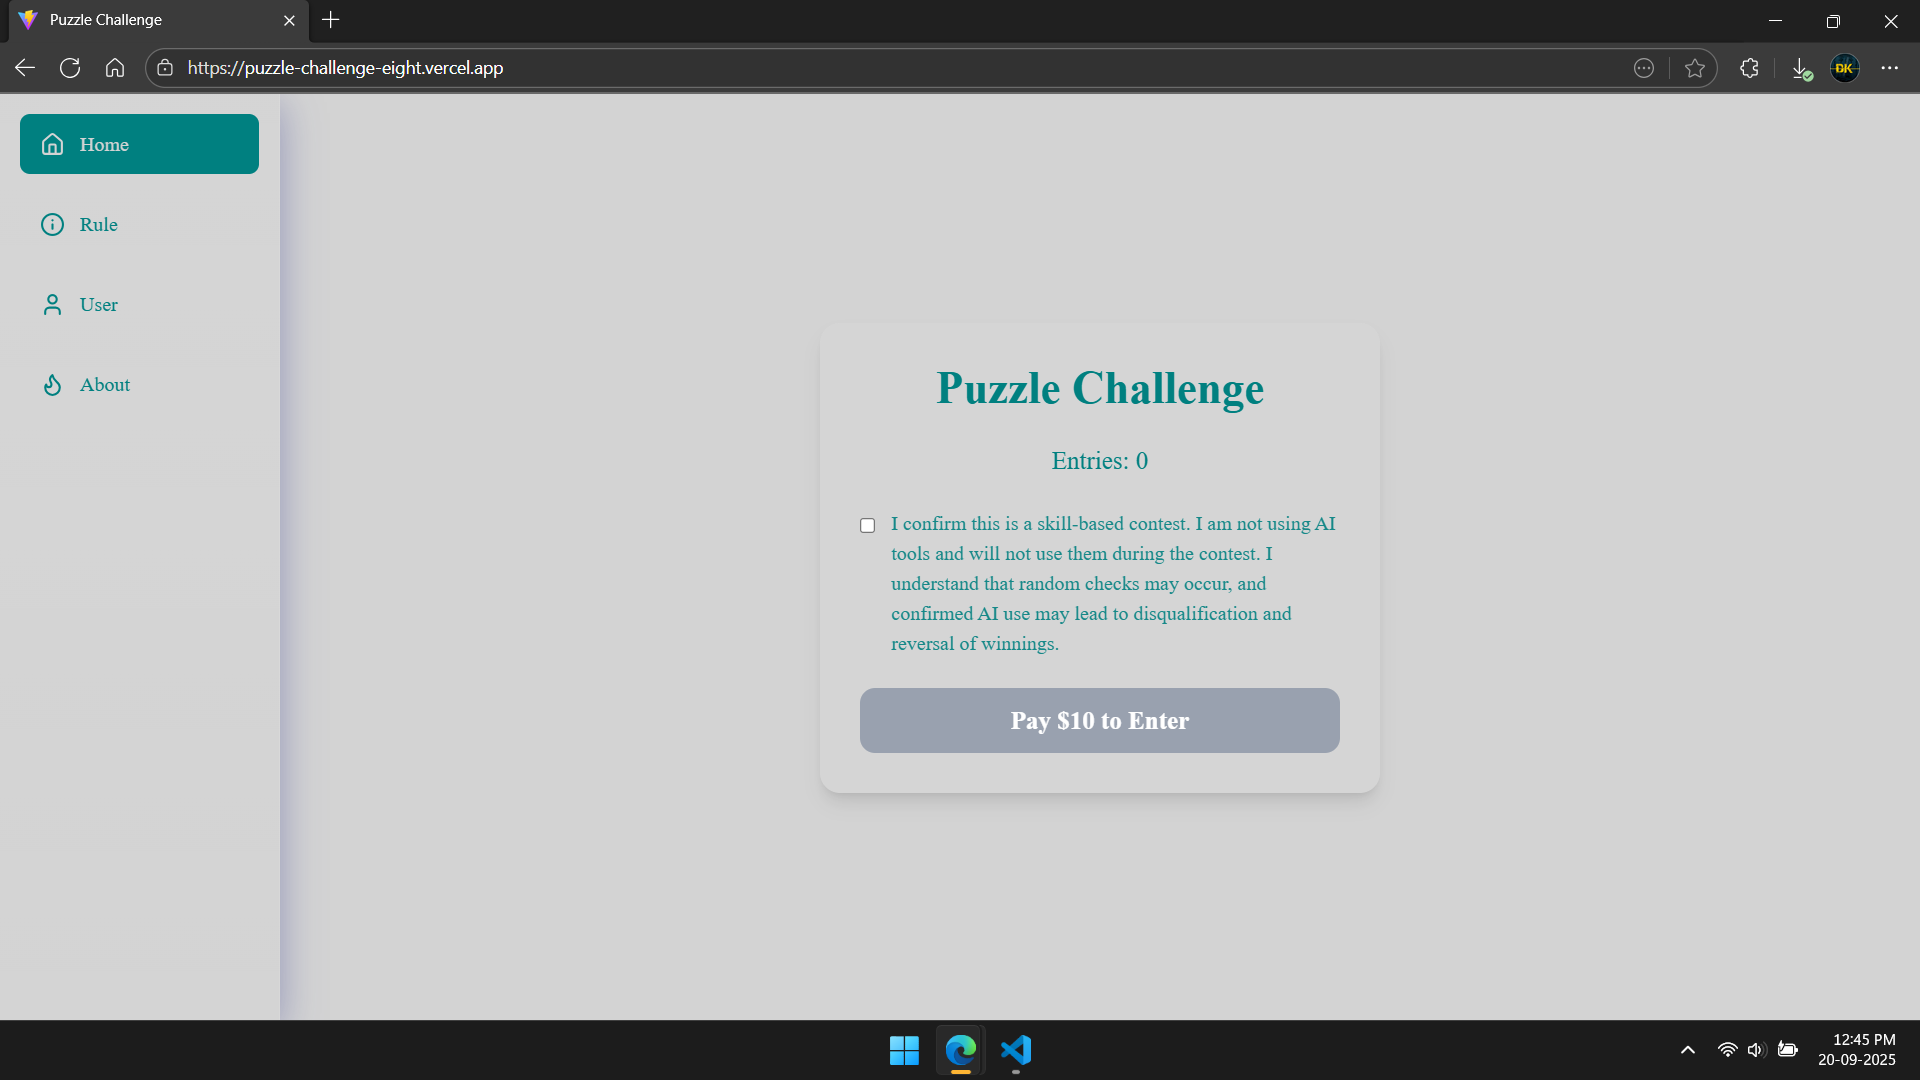 Puzzle Challenge
https://puzzle-challenge-eight.vercel.app
DK
Home
Rule
User
About
Puzzle Challenge
Entries: 0
I confirm this is a skill-based contest. I am not using AI
tools and will not use them during the contest. I
understand that random checks may occur, and
confirmed AI use may lead to disqualification and
reversal of winnings.
Pay $10 to Enter
12:45 PM
20-09-2025